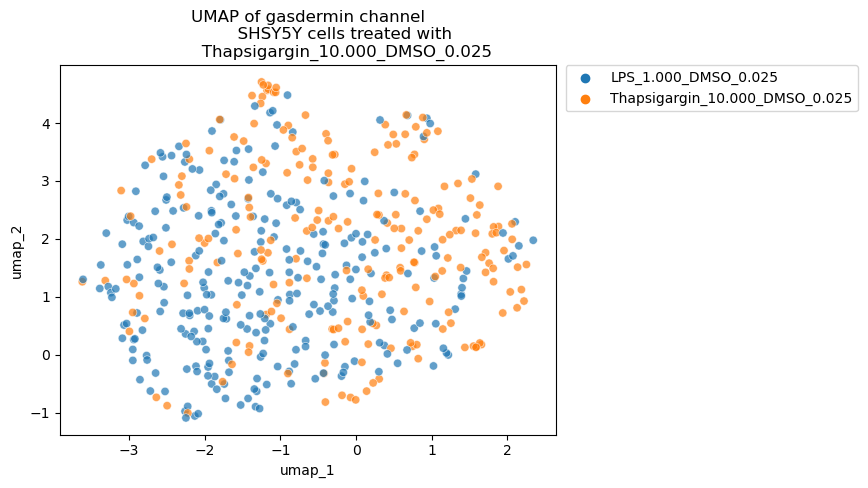 UMAP of gasdermin channel
SHSY5Y cells treated with
Thapsigargin_10.000_DMSO_0.025
LPS_1.000_DMSO_0.025
Thapsigargin_10.000_DMSO_0.025
umap_2
4
3
2
1
0
−1
−3
−2
−1
0
1
2
umap_1